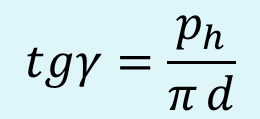 tgγ = p_h / π d